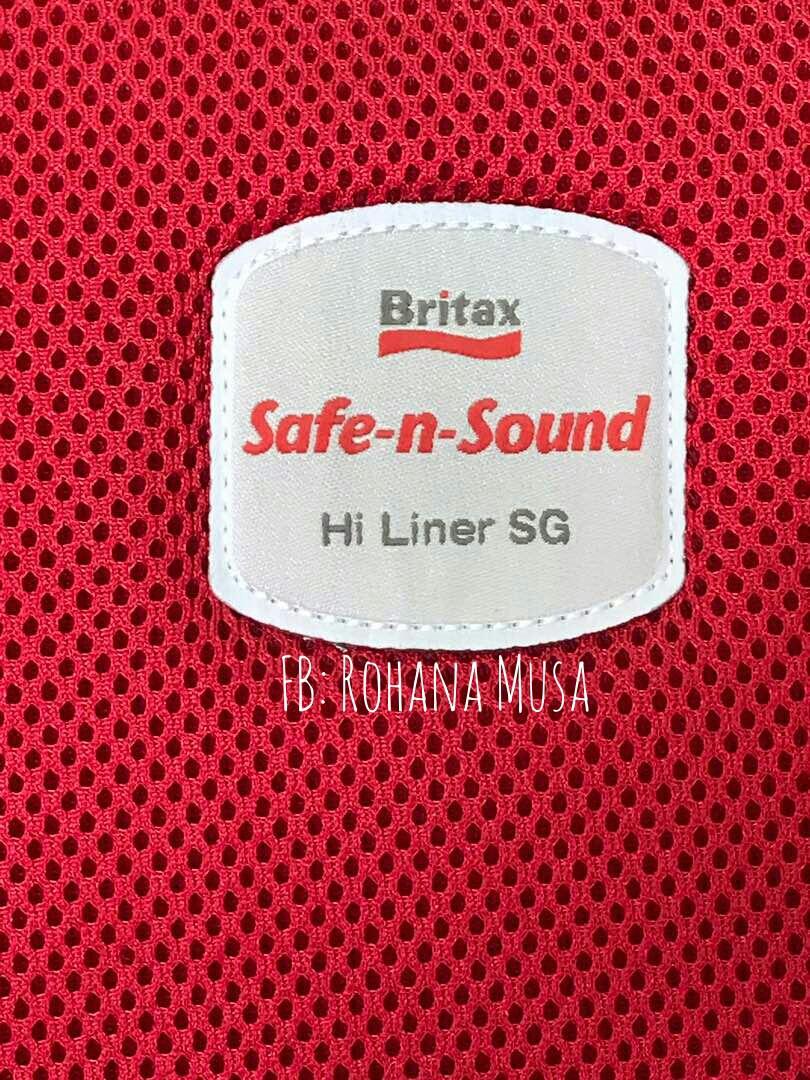 Britax
Safe-n-Sound
Hi Liner SG
FB: Rohana Musa